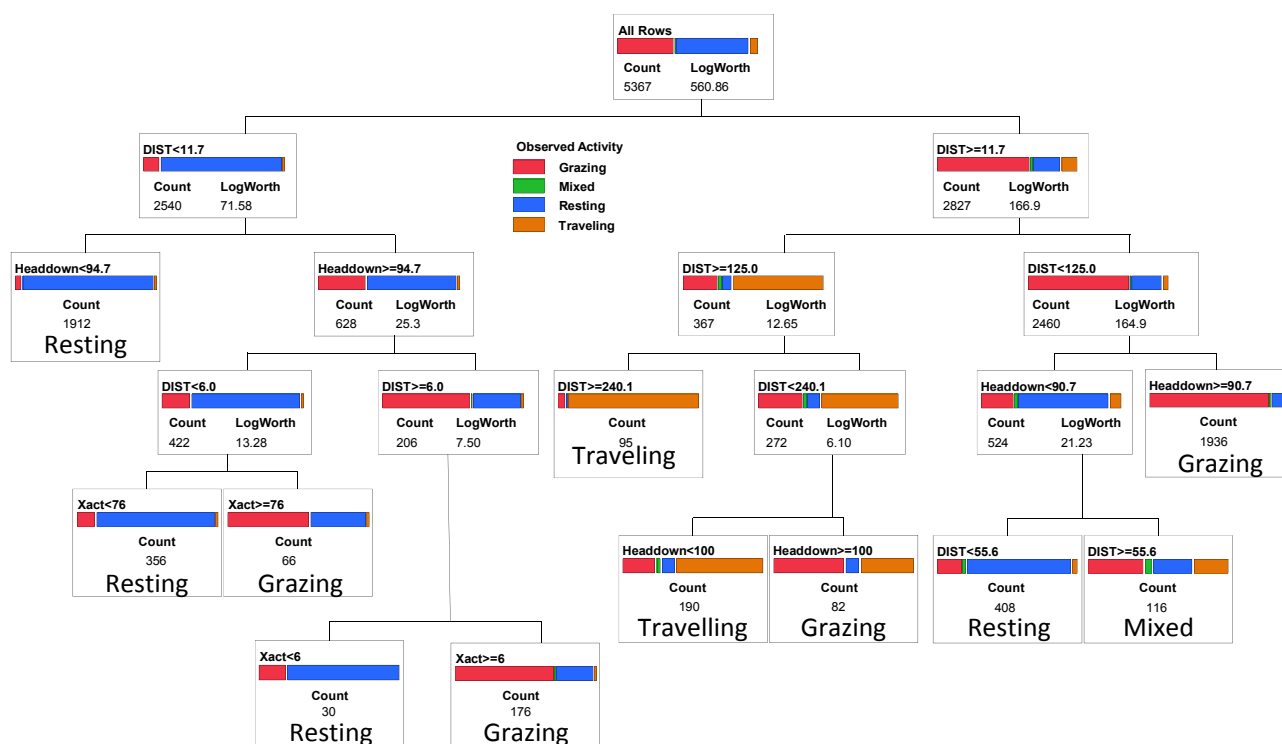 All Rows
Count LogWorth
5367 560.86
DIST<11.7
Count LogWorth
2540 71.58
Observed Activity
Grazing
Mixed
Resting
Traveling
DIST>=11.7
Count LogWorth
2827 166.9
Headdown<94.7
Count
1912
Resting
Headdown>=94.7
Count LogWorth
628 25.3
DIST>=125.0
Count LogWorth
367 12.65
DIST<125.0
Count LogWorth
2460 164.9
DIST<6.0
Count LogWorth
422 13.28
DIST>=6.0
Count LogWorth
206 7.50
DIST>=240.1
Count
95
Traveling
DIST<240.1
Count LogWorth
272 6.10
Headdown<90.7
Count LogWorth
524 21.23
Headdown>=90.7
Count
1936
Grazing
Xact<76
Count
356
Resting
Xact>=76
Count
66
Grazing
Headdown<100
Count
190
Travelling
Headdown>=100
Count
82
Grazing
DIST<55.6
Count
408
Resting
DIST>=55.6
Count
116
Mixed
Xact<6
Count
30
Resting
Xact>=6
Count
176
Grazing